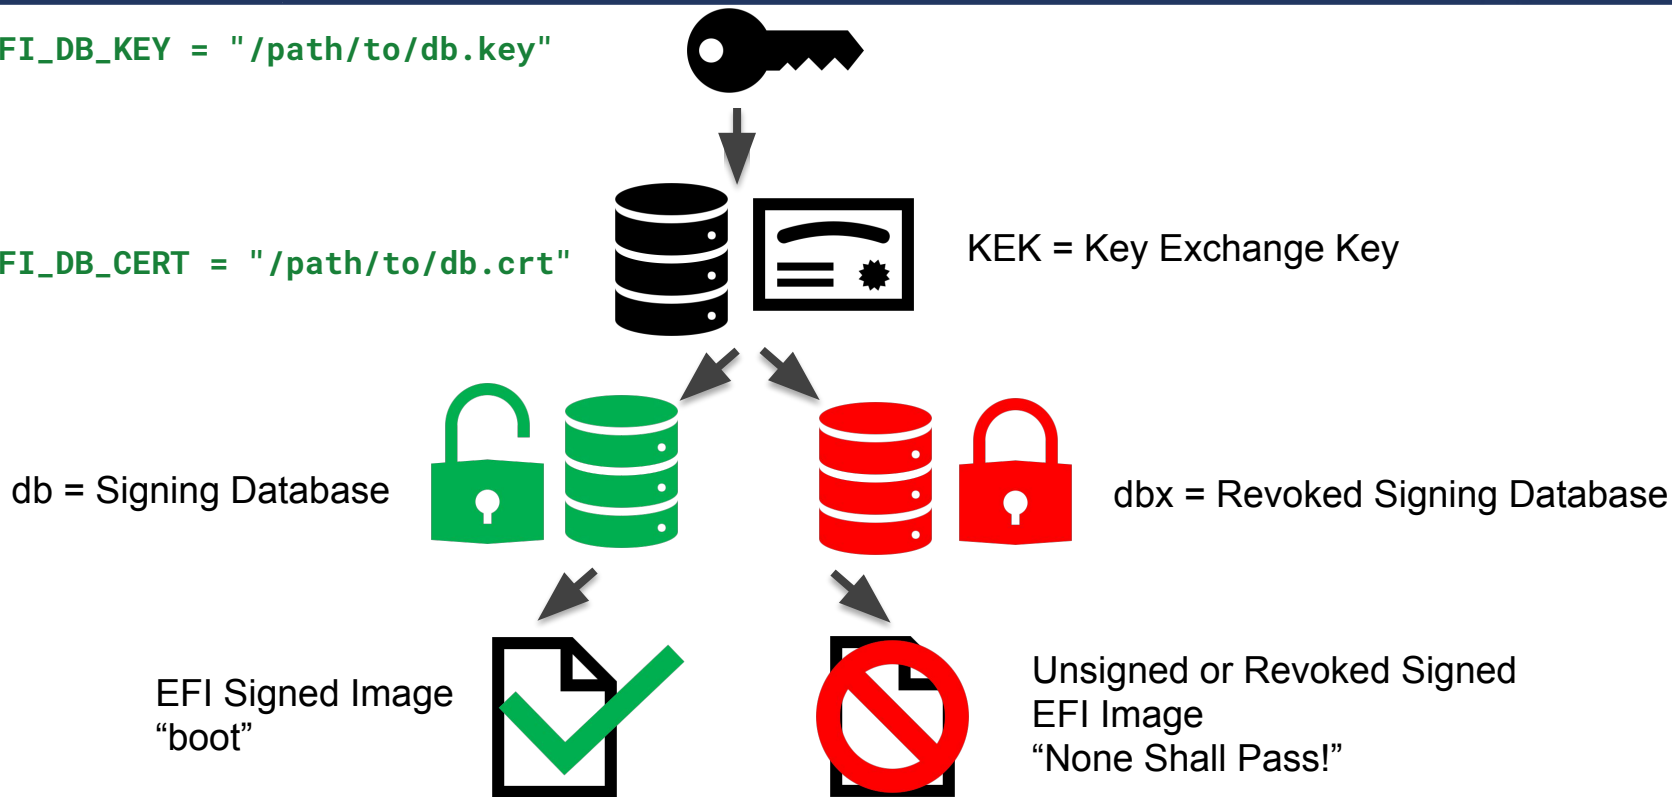 FI_DB_KEY = "/path/to/db.key"
FI_DB_CERT = "/path/to/db.crt"
KEK = Key Exchange Key
db = Signing Database
dbx = Revoked Signing Database
EFI Signed Image
“boot”
Unsigned or Revoked Signed
EFI Image
“None Shall Pass!”